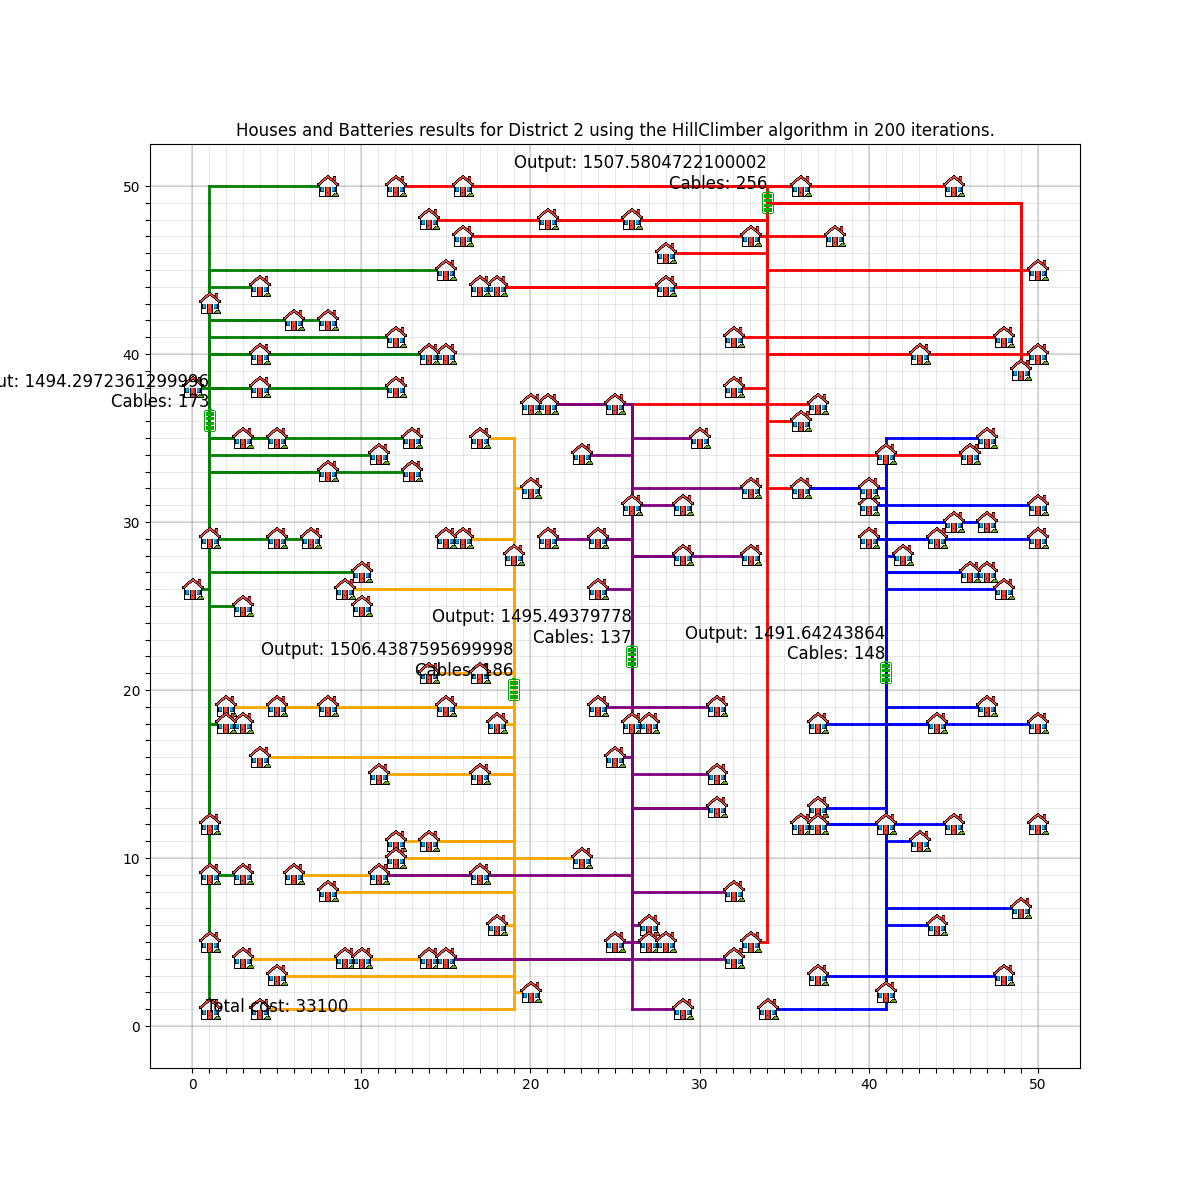 Houses and Batteries results for District 2 using the HillClimber algorithm in 200 iterations.
Output: 1507.5804722100002
Cables: 256
50
40
ut: 1494.2972361299996
Cables: 173
30
Output: 1495.49379778
Cables: 137
Output: 1491.64243864
Cables: 148
Output: 1506.4387595699998
Cables: 186
20
10
Total cost: 33100
0
0 10 20 30 40 50